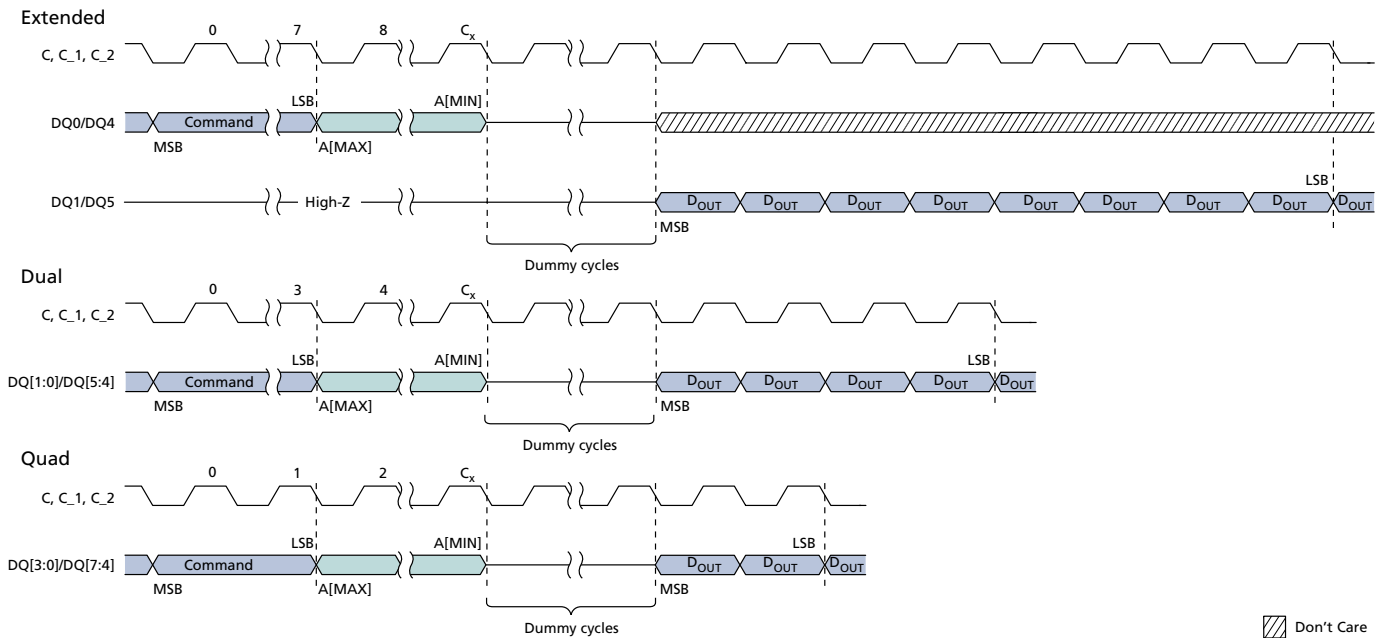 Extended
0 7 8 Cx
C, C_1, C_2
LSB A[MIN]
DQ0/DQ4 Command
MSB A[MAX]
LSB
DQ1/DQ5 High-Z DOUT DOUT DOUT DOUT DOUT DOUT DOUT DOUT DOUT
MSB
Dummy cycles
Dual
0 3 4 Cx
C, C_1, C_2
LSB A[MIN] LSB
DQ[1:0]/DQ[5:4] Command DOUT DOUT DOUT DOUT DOUT
MSB A[MAX] MSB
Dummy cycles
Quad
0 1 2 Cx
C, C_1, C_2
LSB A[MIN] LSB
DQ[3:0]/DQ[7:4] Command DOUT DOUT DOUT
MSB A[MAX] MSB
Dummy cycles
Don't Care